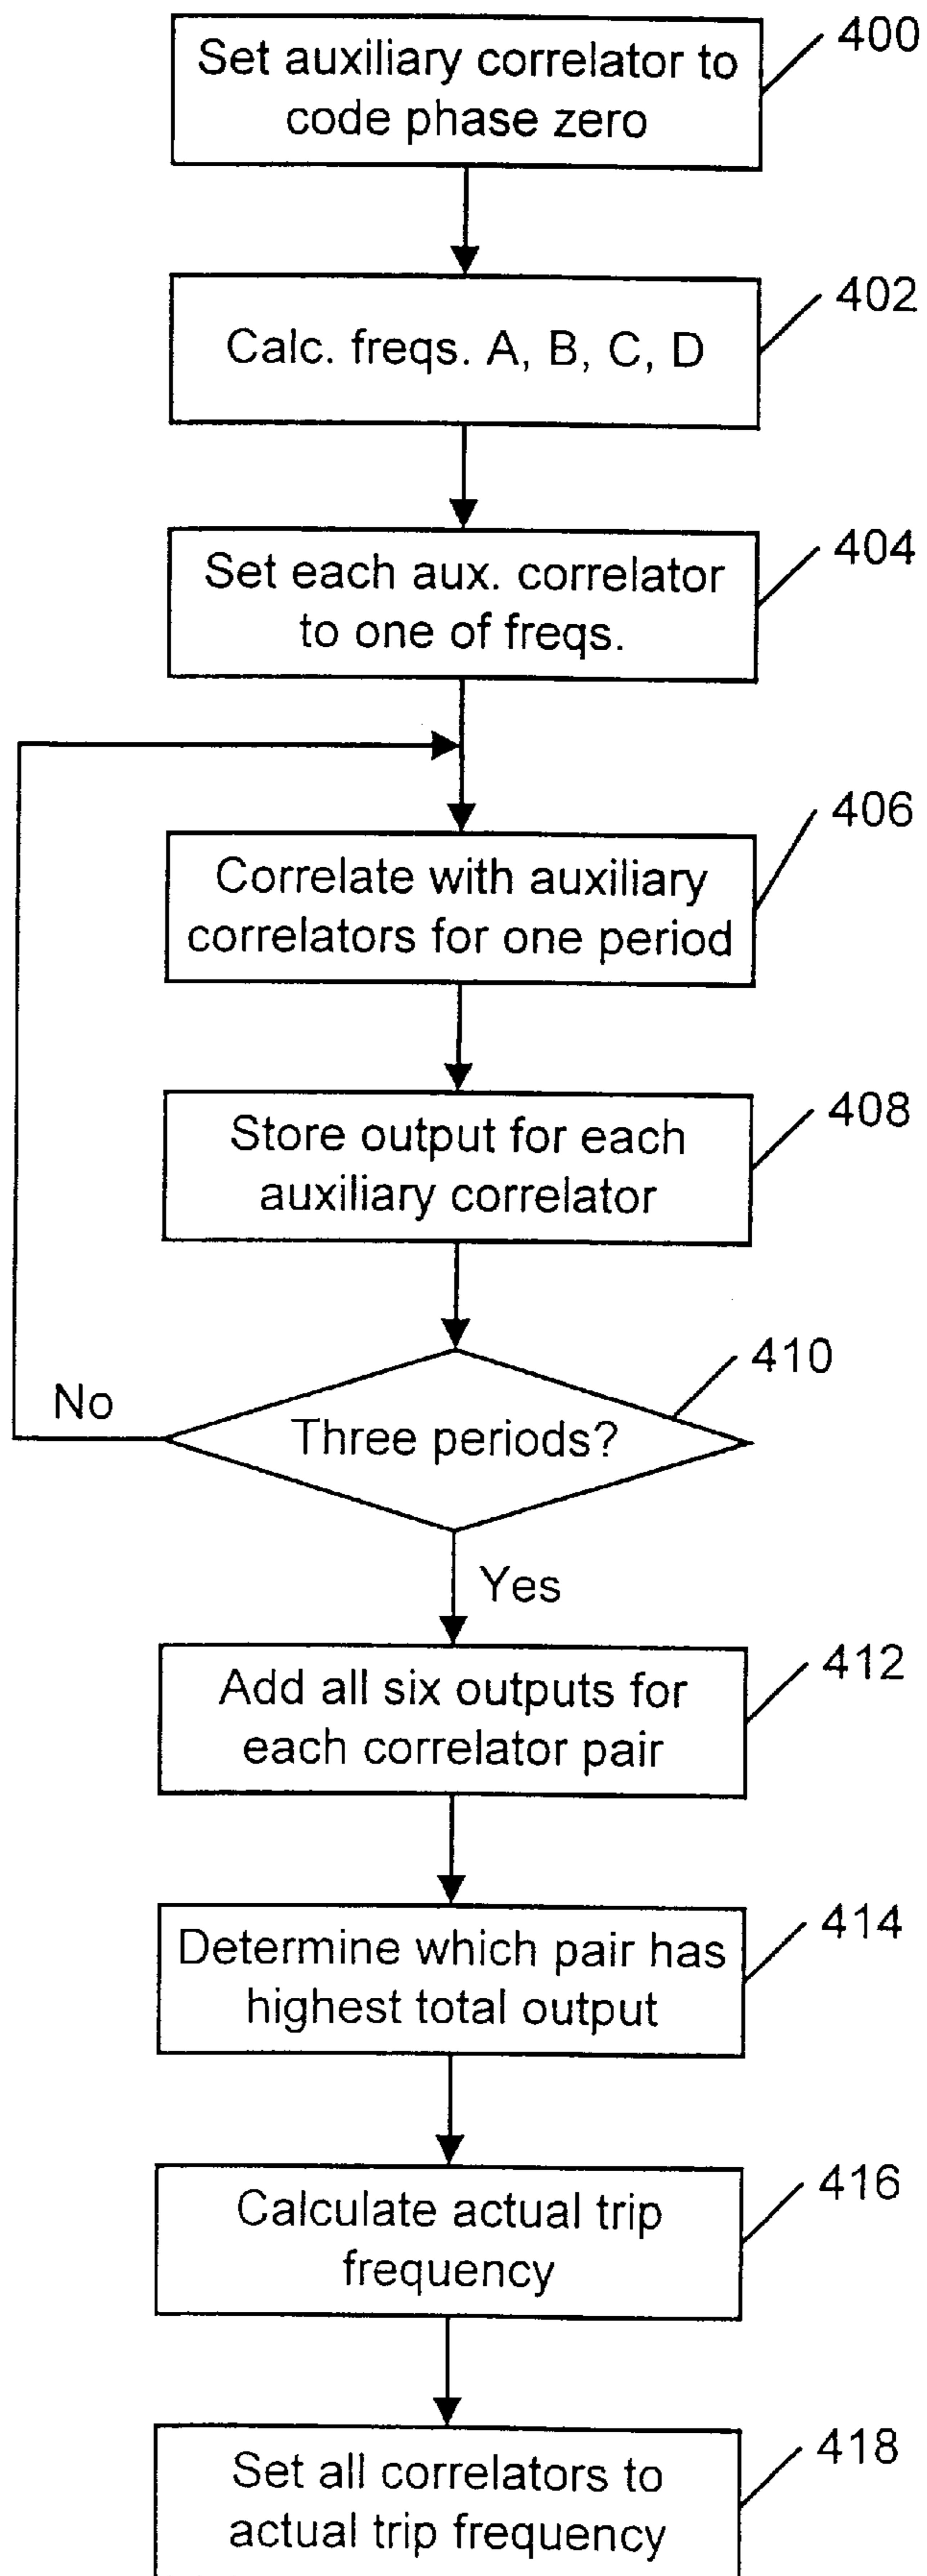 400
Set auxiliary correlator to
code phase zero
402
Calc. freqs. A, B, C, D
404
Set each aux. correlator
to one of freqs.
406
Correlate with auxiliary
correlators for one period
408
Store output for each
auxiliary correlator
410
Three periods?
No
Yes
412
Add all six outputs for
each correlator pair
414
Determine which pair has
highest total output
416
Calculate actual trip
frequency
418
Set all correlators to
actual trip frequency